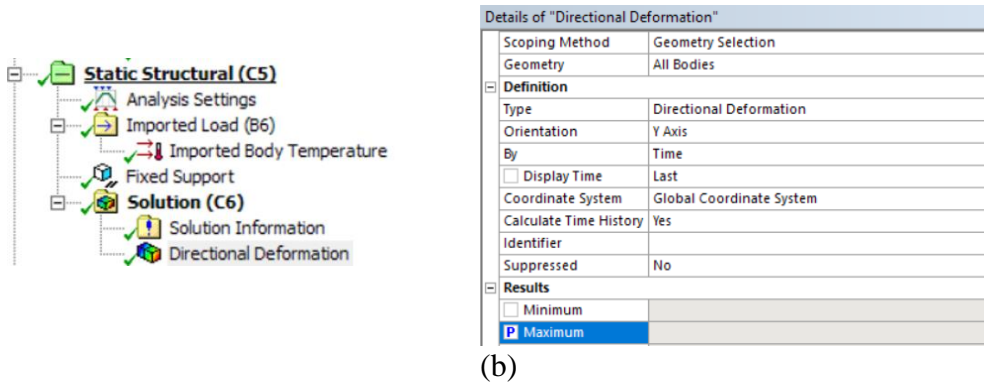 Static Structural (C5)
Analysis Settings
Imported Load (B6)
Imported Body Temperature
Fixed Support
Solution (C6)
Solution Information
Directional Deformation
Details of "Directional Deformation"
Scoping Method Geometry Selection
Geometry All Bodies
Definition
Type Directional Deformation
Orientation Y Axis
By Time
Display Time Last
Coordinate System Global Coordinate System
Calculate Time History Yes
Identifier
Suppressed No
Results
Minimum
P Maximum
(b)